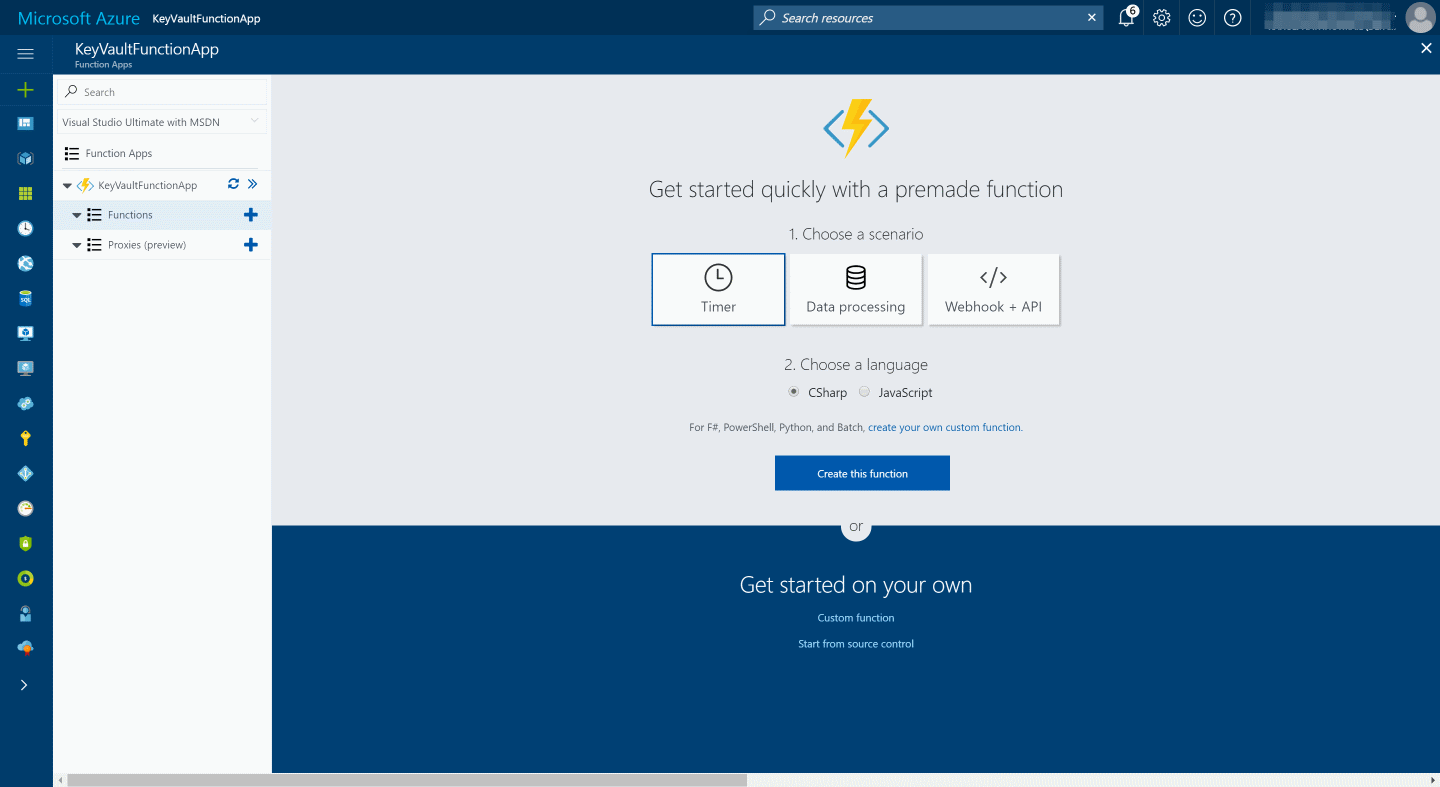 Microsoft Azure KeyVaultFunctionApp
Search resources
6
KeyVaultFunctionApp
Function Apps
Search
Visual Studio Ultimate with MSDN
Function Apps
KeyVaultFunctionApp
Functions
Proxies (preview)
SQL
Get started quickly with a premade function
1. Choose a scenario
Timer
Data processing
Webhook + API
2. Choose a language
CSharp JavaScript
For F#, PowerShell, Python, and Batch, create your own custom function.
Create this function
or
Get started on your own
Custom function
Start from source control